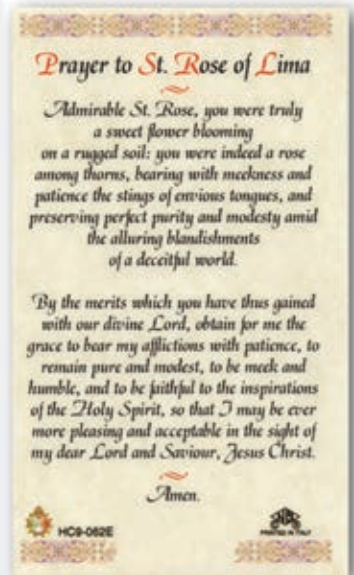 Prayer to St. Rose of Lima
Admirable St. Rose, you were truly
a sweet flower blooming
on a rugged soil: you were indeed a rose
among thorns, bearing with meekness and
patience the stings of envious tongues, and
preserving perfect purity and modesty amid
the alluring blandishments
of a deceitful world.
By the merits which you have thus gained
with our divine Lord, obtain for me the
grace to bear my afflictions with patience, to
remain pure and modest, to be meek and
humble, and to be faithful to the inspirations
of the Holy Spirit, so that I may be ever
more pleasing and acceptable in the sight of
my dear Lord and Saviour, Jesus Christ.
Amen.
HC9-062E
PRINTED IN ITALY